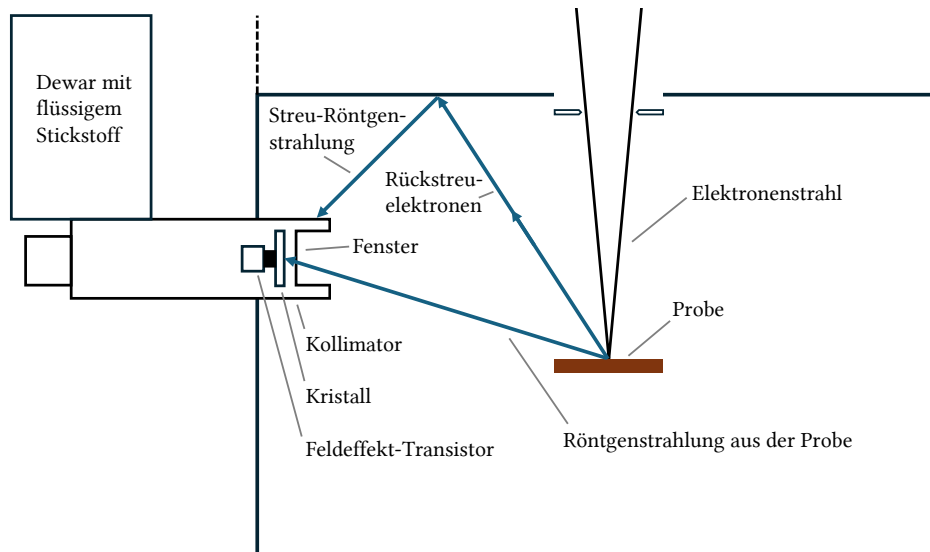 Dewar mit
flüssigem
Stickstoff
Streu-Röntgen-
strahlung
Rückstreu-
elektronen
Elektronenstrahl
Fenster
Probe
Kollimator
Kristall
Feldeffekt-Transistor
Röntgenstrahlung aus der Probe